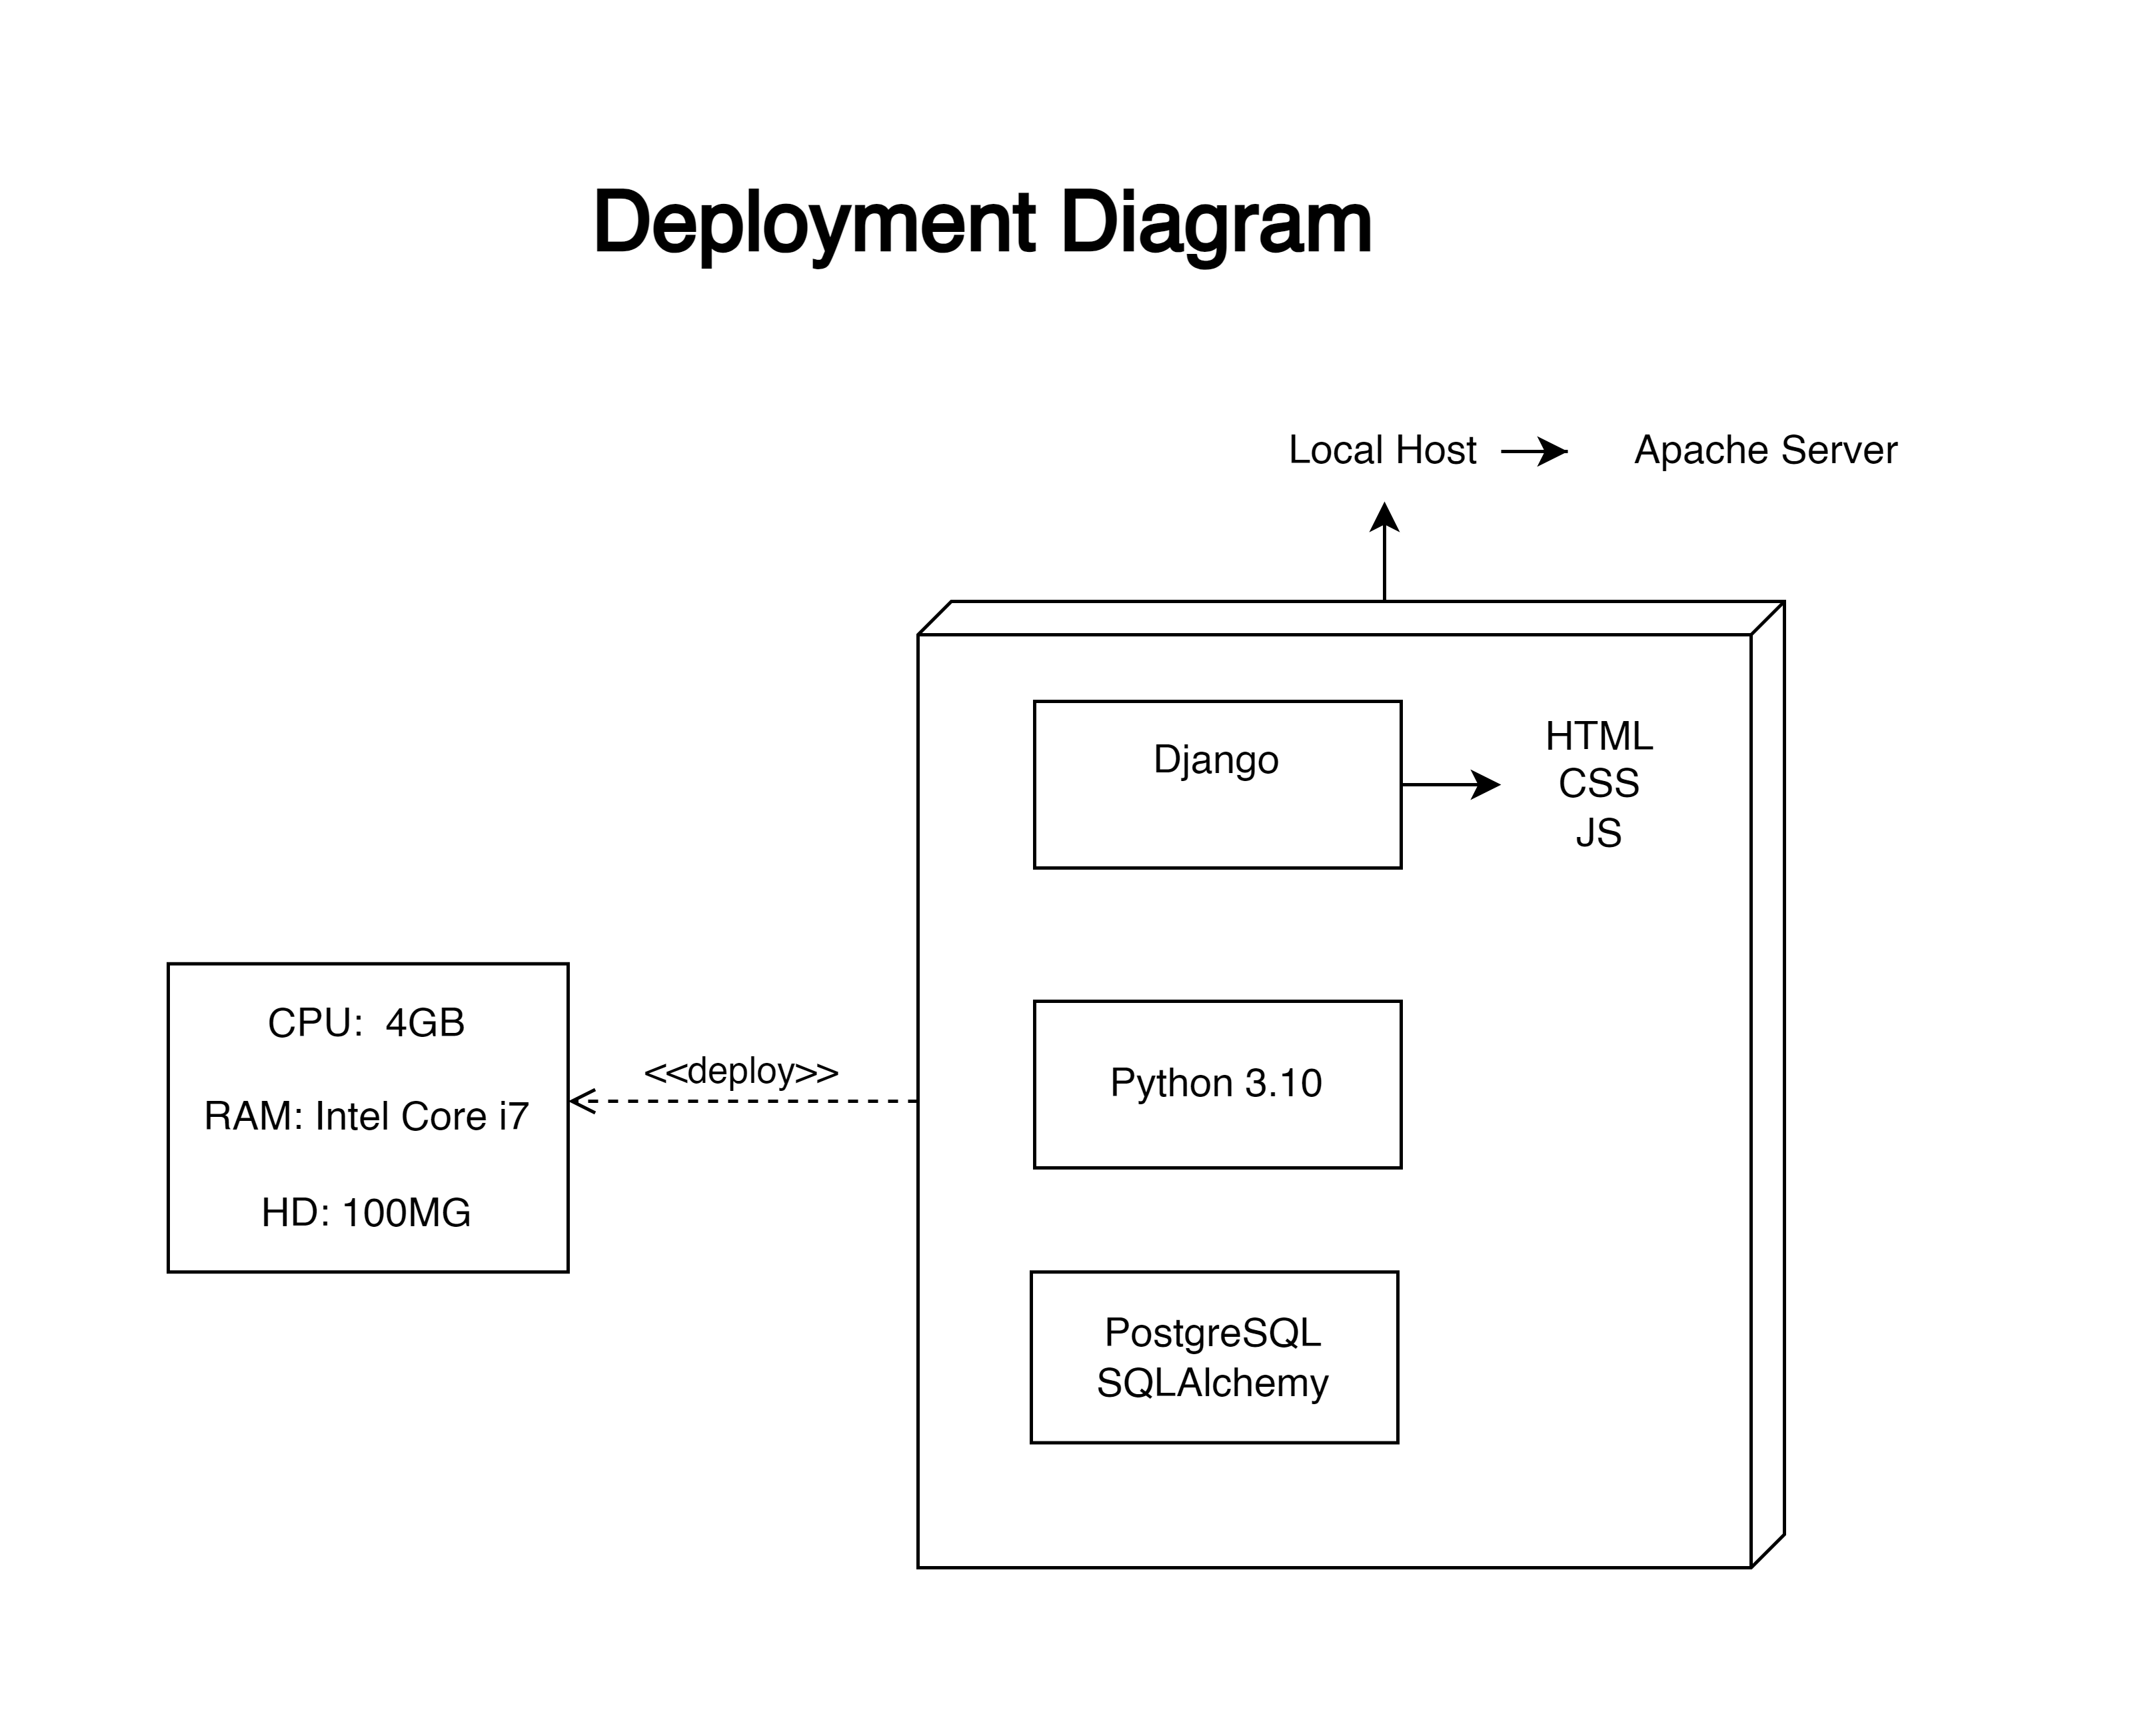 Deployment Diagram
Local Host
Apache Server
Django
HTML
CSS
JS
CPU:  4GB
RAM: Intel Core i7
HD: 100MG
<<deploy>>
Python 3.10
PostgreSQL
SQLAlchemy